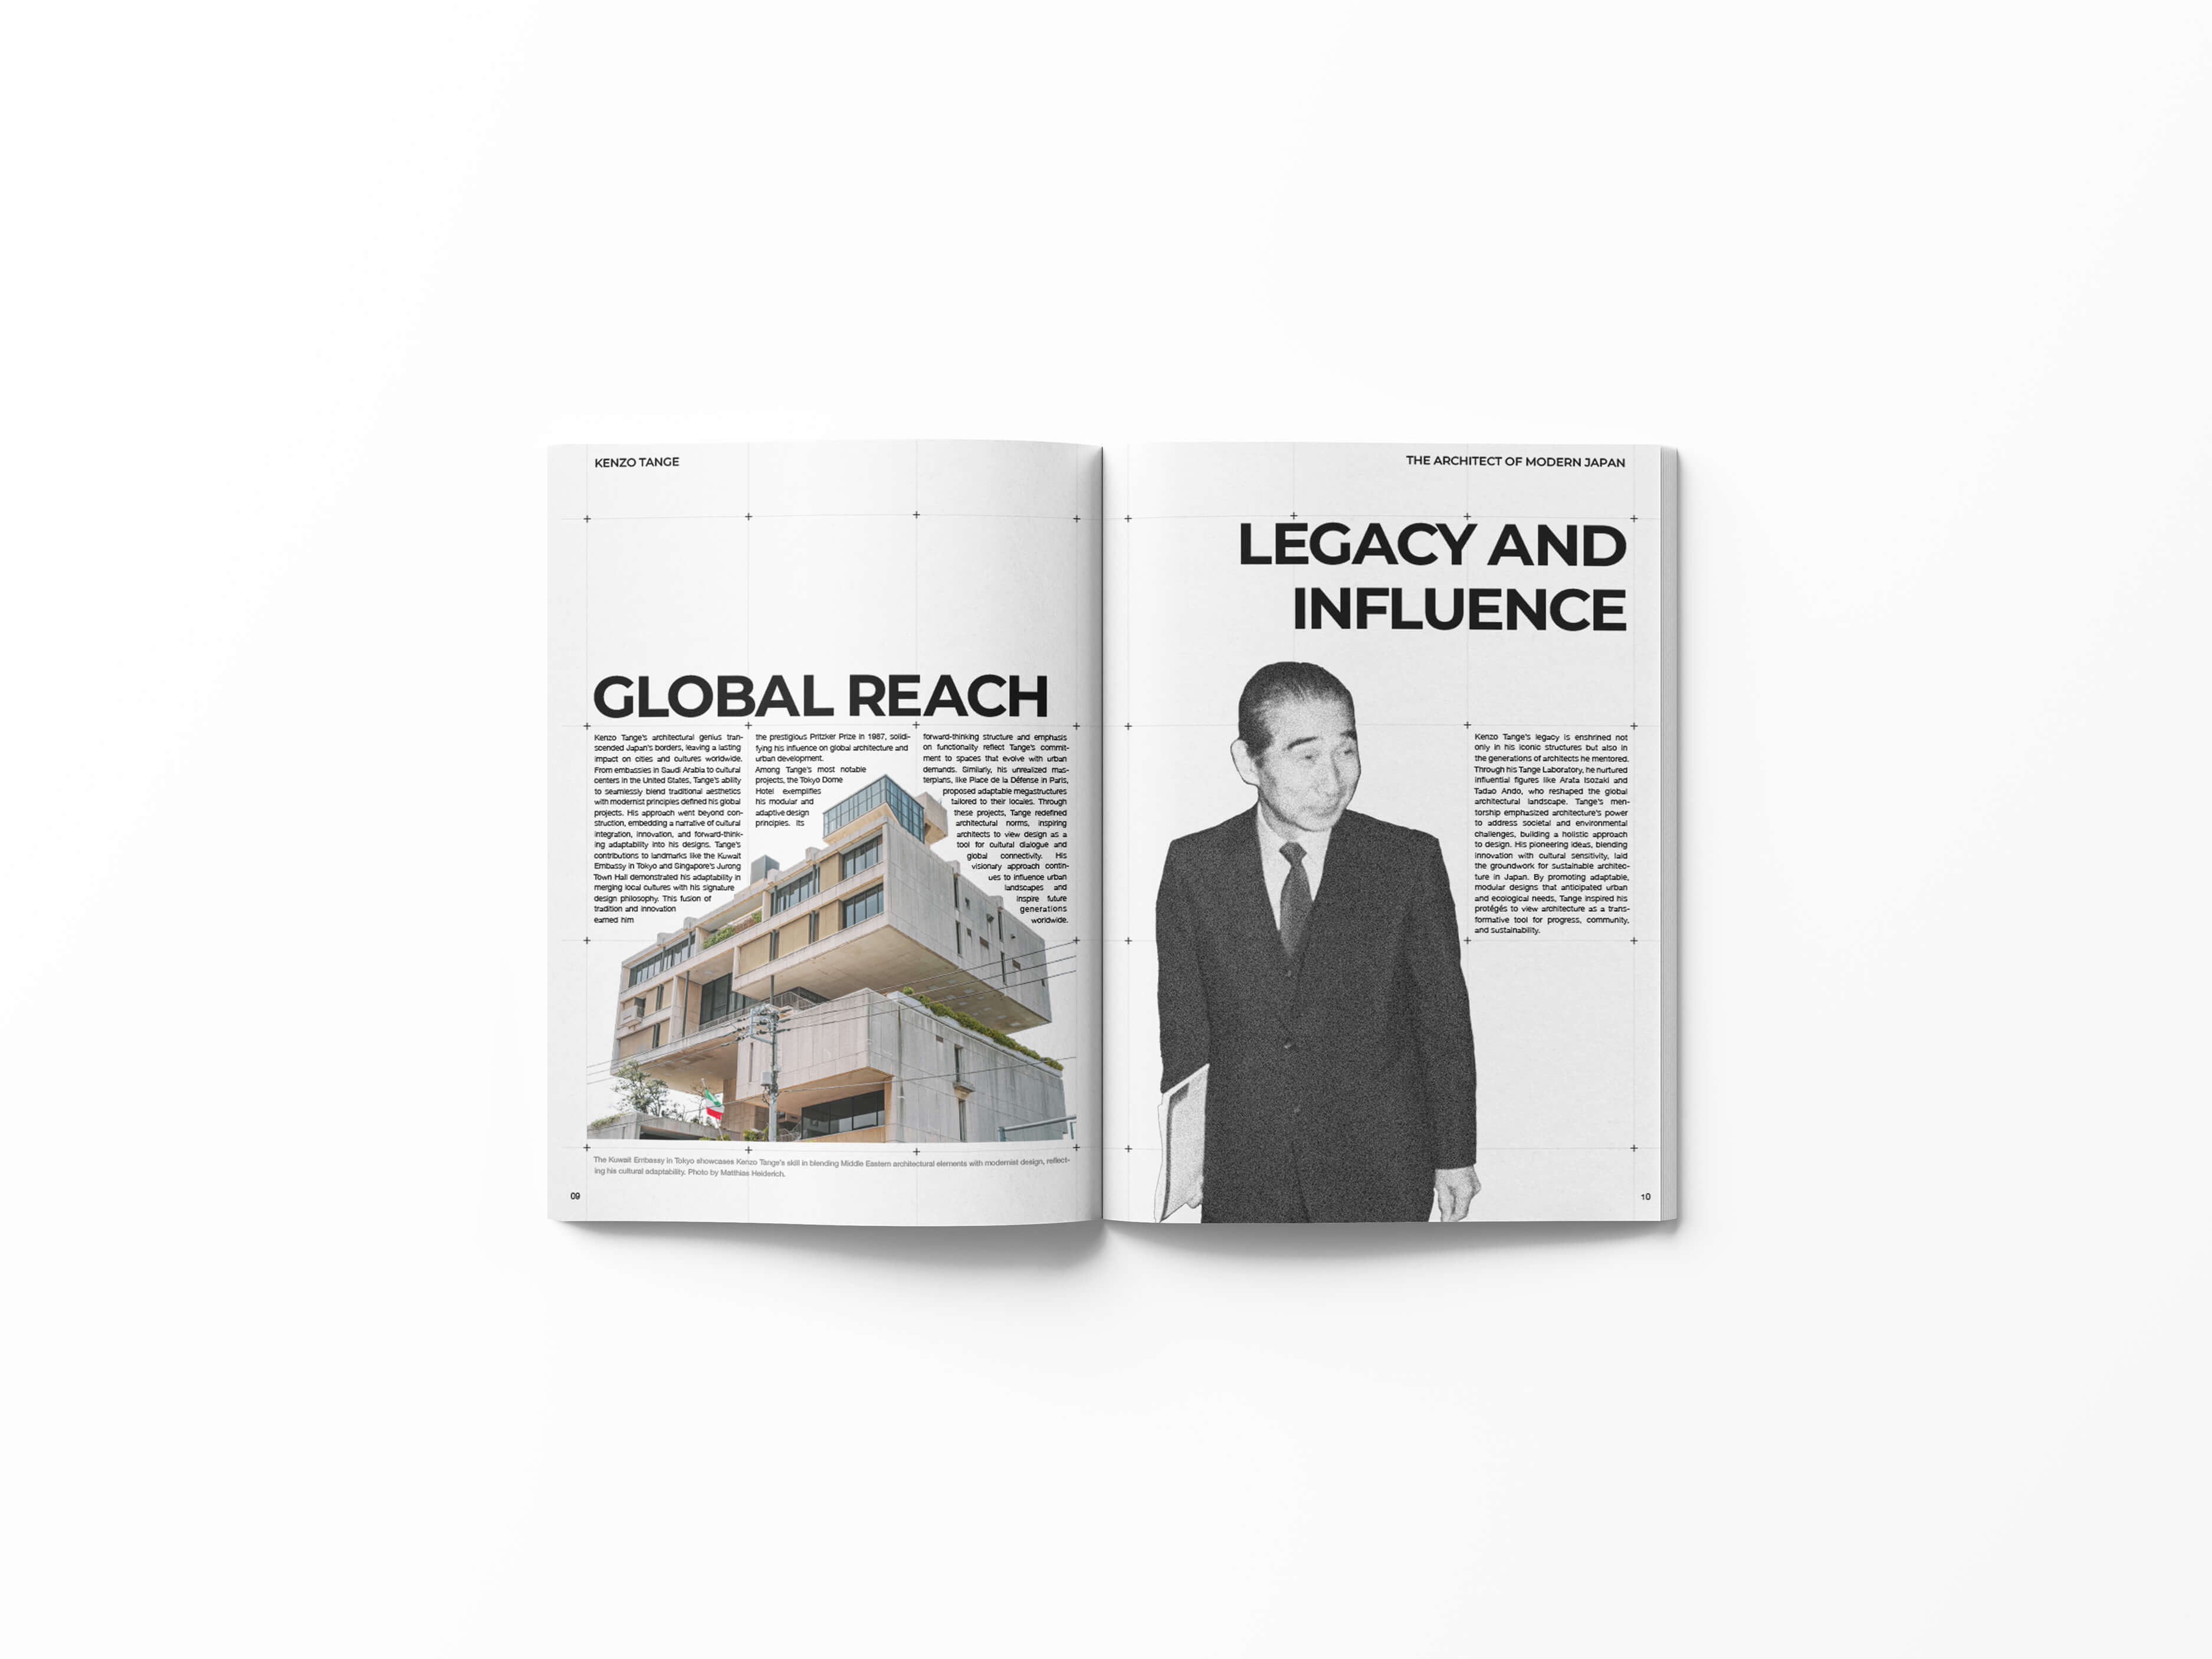 KENZO TANGE
GLOBAL REACH
Kenzo Tange's architectural genius tran-
scended Japan's borders, leaving a lasting
impact on cities and cultures worldwide.
From embassies in Saudi Arabia to cultural
centers in the United States, Tange's ability
to seamlessly blend traditional aesthetics
with modernist principles defined his global
projects. His approach went beyond con-
struction, embedding a narrative of cultural
integration, innovation, and forward-think-
ing adaptability into his designs. Tange's
contributions to landmarks like the Kuwait
Embassy in Tokyo and Singapore's Jurong
Town Hall demonstrated his adaptability in
merging local cultures with his signature
design philosophy. This fusion of
tradition and innovation
earned him
the prestigious Pritzker Prize in 1987, solidi-
fying his influence on global architecture and
urban development.
Among Tange's most notable
projects, the Tokyo Dome
Hotel exemplifies
his modular and
adaptive design
principles. Its
forward-thinking structure and emphasis
on functionality reflect Tange's commit-
ment to spaces that evolve with urban
demands. Similarly, his unrealized mas-
terplans, like Place de la Défense in Paris,
proposed adaptable megastructures
tailored to their locales. Through
these projects, Tange redefined
architectural norms, inspiring
architects to view design as a
tool for cultural dialogue and
global connectivity. His
visionary approach contin-
ues to influence urban
landscapes and
inspire future
generations
worldwide.
The Kuwait Embassy in Tokyo showcases Kenzo Tange's skill in blending Middle Eastern architectural elements with modernist design, reflect-
ing his cultural adaptability. Photo by Matthias Heiderich.
09
THE ARCHITECT OF MODERN JAPAN
LEGACY AND
INFLUENCE
Kenzo Tange's legacy is enshrined not
only in his iconic structures but also in
the generations of architects he mentored.
Through his Tange Laboratory, he nurtured
influential figures like Arata Isozaki and
Tadao Ando, who reshaped the global
architectural landscape. Tange's men-
torship emphasized architecture's power
to address societal and environmental
challenges, building a holistic approach
to design. His pioneering ideas, blending
innovation with cultural sensitivity, laid
the groundwork for sustainable architec-
ture in Japan. By promoting adaptable,
modular designs that anticipated urban
and ecological needs, Tange inspired his
protégés to view architecture as a trans-
formative tool for progress, community,
and sustainability.
10